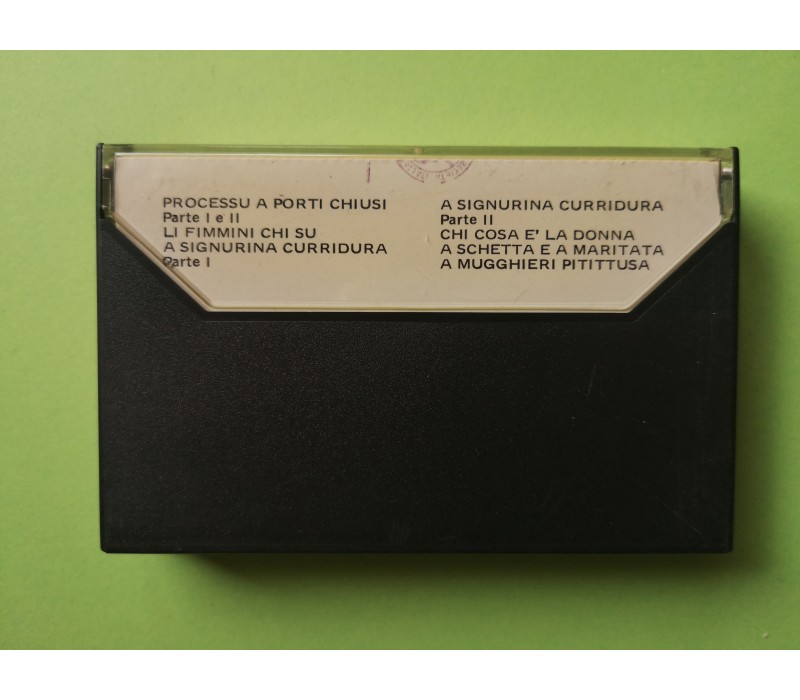 PROCESSU A PORTI CHIUSI
Parte I e II
LI FIMMINI CHI SU
A SIGNURINA CURRIDURA
Parte I
A SIGNURINA CURRIDURA
Parte II
CHI COSA E' LA DONNA
A SCHETTA E A MARITATA
A MUGGHIERI PITITTUSA